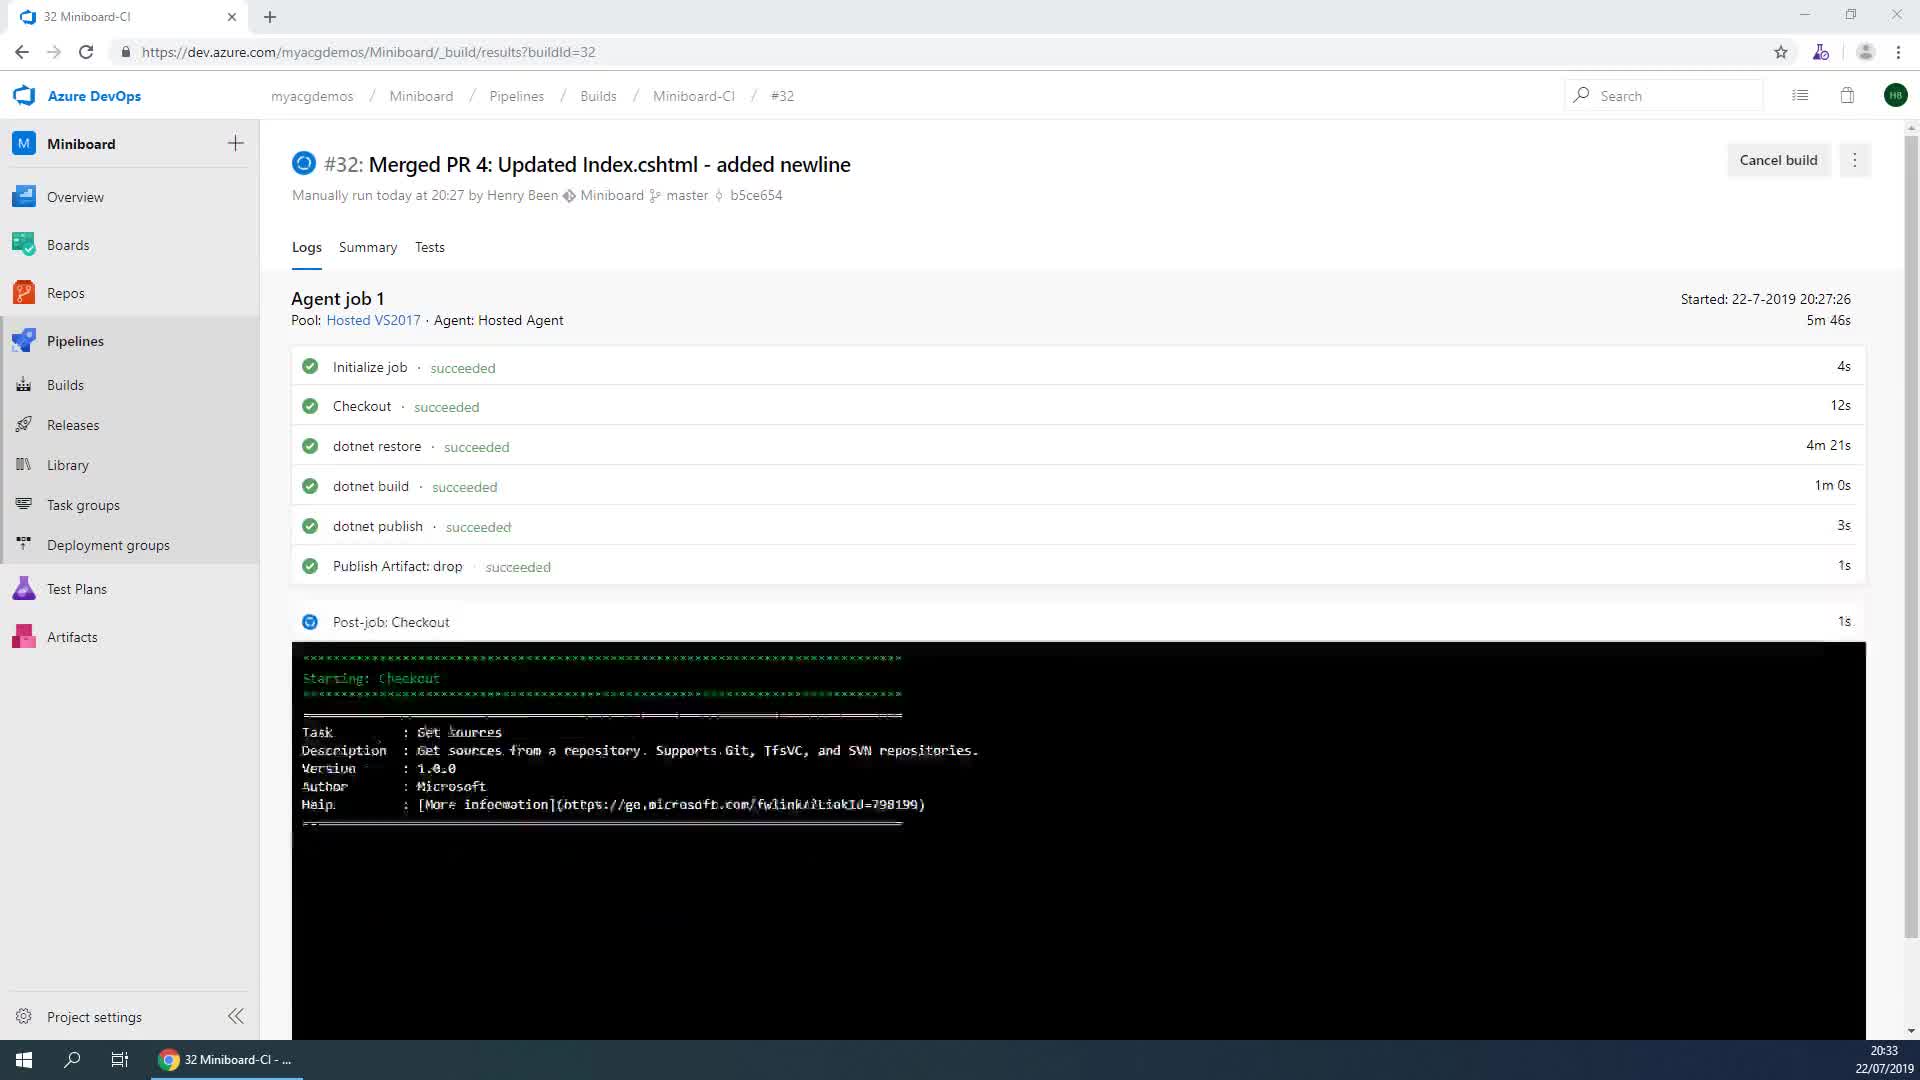 32 Miniboard-CI
https://dev.azure.com/myacgdemos/Miniboard/_build/results?buildId=32
Azure DevOps
myacgdemos / Miniboard / Pipelines / Builds / Miniboard-CI / #32
Search
HB
M Miniboard
Overview
Boards
Repos
Pipelines
Builds
Releases
Library
Task groups
Deployment groups
Test Plans
Artifacts
Project settings
#32: Merged PR 4: Updated Index.cshtml - added newline
Cancel build
Manually run today at 20:27 by Henry Been Miniboard master b5ce654
Logs Summary Tests
Agent job 1
Started: 22-7-2019 20:27:26
Pool: Hosted VS2017 · Agent: Hosted Agent
5m 46s
Initialize job · succeeded 4s
Checkout · succeeded 12s
dotnet restore · succeeded 4m 21s
dotnet build · succeeded 1m 0s
dotnet publish · succeeded 3s
Publish Artifact: drop · succeeded 1s
Post-job: Checkout 1s
Starting: Checkout
Task : Get sources
Description : Get sources from a repository. Supports Git, TfsVC, and SVN repositories.
Version : 1.0.0
Author : Microsoft
Help : [More information](https://go.microsoft.com/fwlink/?LinkId=798199)
32 Miniboard-CI - ...
20:33
22/07/2019